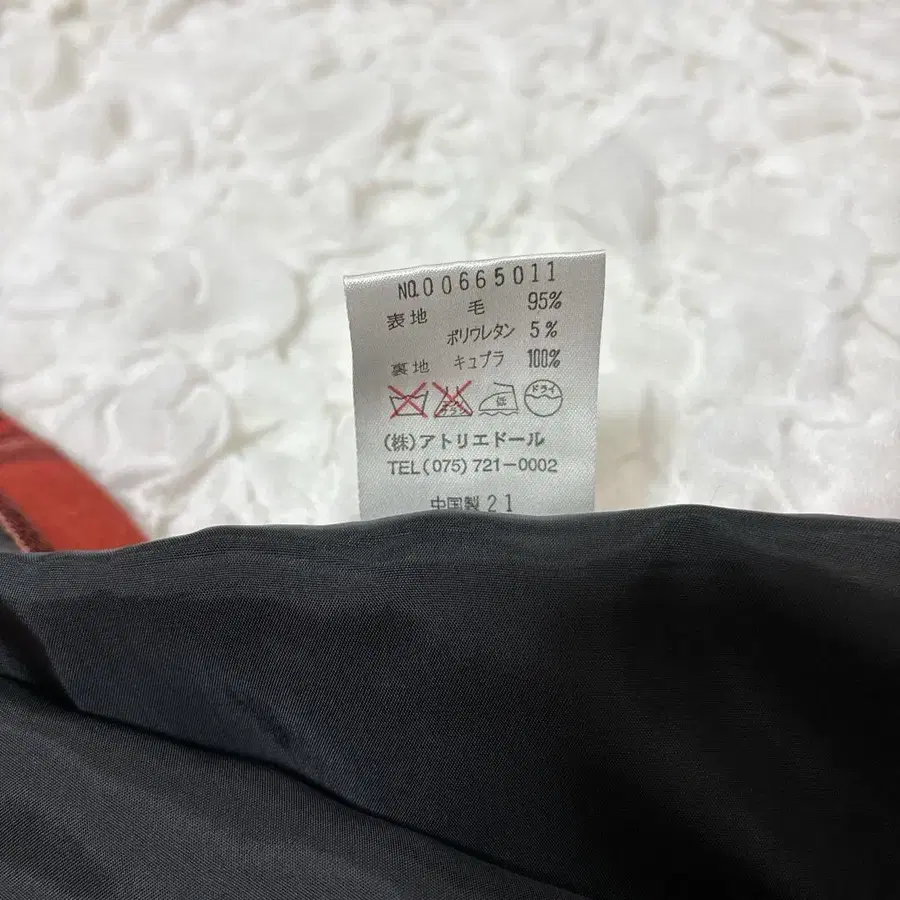 NO.00665011
表地 毛 95%
ポリウレタン 5%
裏地 キュプラ 100%
低 ドライ
(株)アトリエドール
TEL(075)721-0002
中国製21